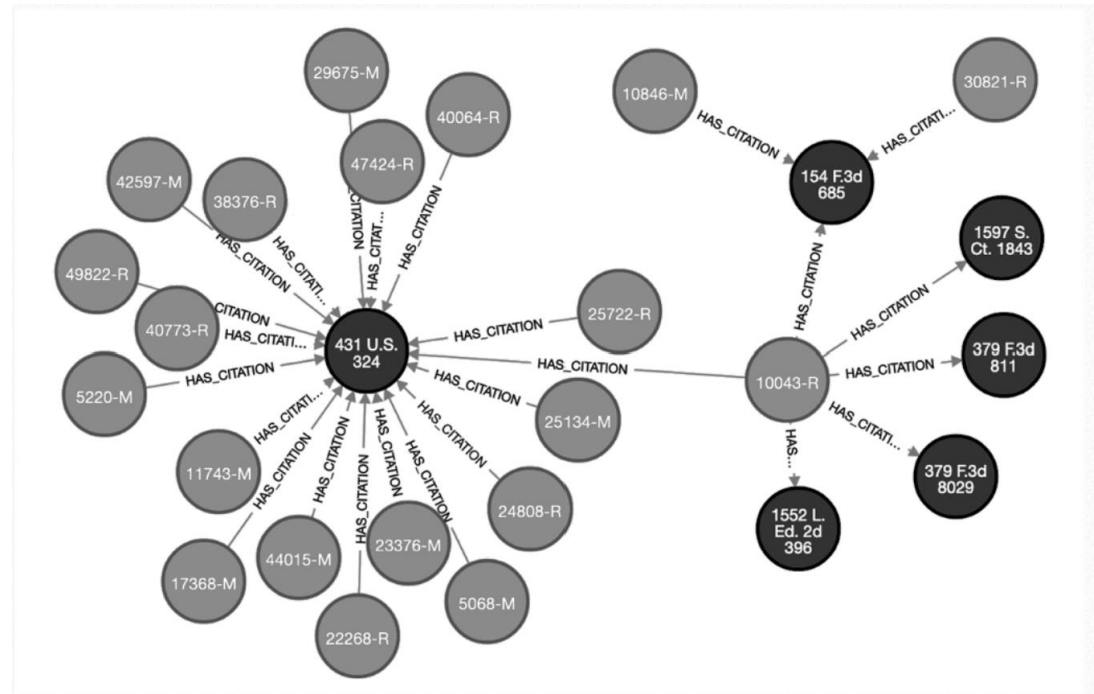 29675-M
10846-M
30821-R
40064-R
HAS_CITATION
HAS_CITATI...
47424-R
42597-M
154 F.3d
685
38376-R
CITATION
HAS_CITATION
1597 S.
Ct. 1843
HAS_CITATION
HAS_CITATI...
HAS_CITAT...
49822-R
HAS_CITATION
HAS_CITATION
CITATION
25722-R
40773-R
HAS_CITATI...
HAS_CITATION
431 U.S.
324
379 F.3d
811
HAS_CITATION
HAS_CITATION
10043-R
HAS_CITATION
5220-M
HAS_CITATION
HAS_CITATION
25134-M
HAS_CITATI...
HAS_CITATI...
HAS_CITATION
HAS...
11743-M
HAS_CITATION
HAS_CITATION
HAS_CITATION
HAS_CITATION
HAS_CITATION
379 F.3d
8029
24808-R
1552 L.
Ed. 2d
396
23376-M
44015-M
17368-M
5068-M
22268-R